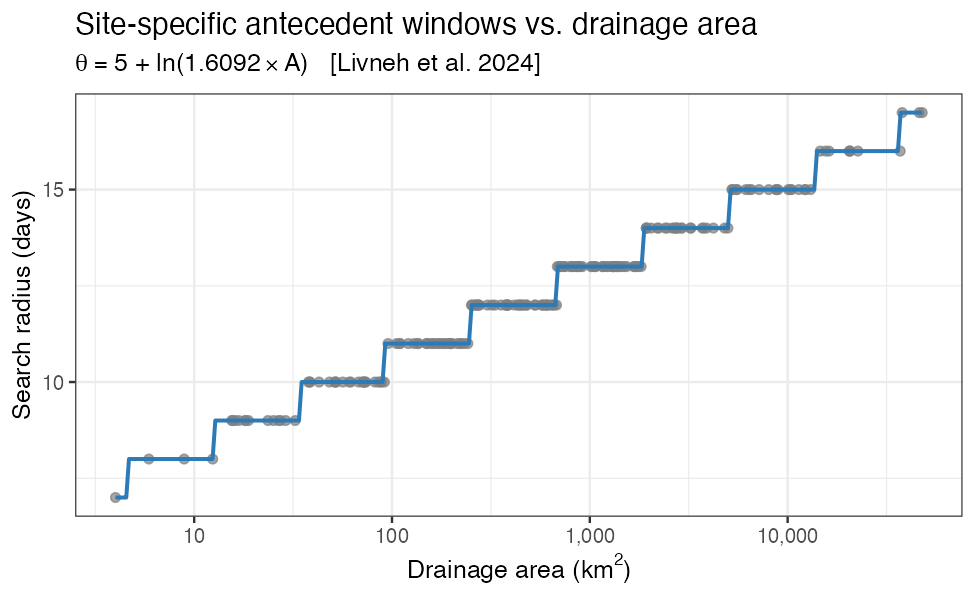 Site-specific antecedent windows vs. drainage area
θ = 5 + ln(1.6092 × A) [Livneh et al. 2024]
Search radius (days)
15
10
10
100
1,000
10,000
Drainage area (km²)